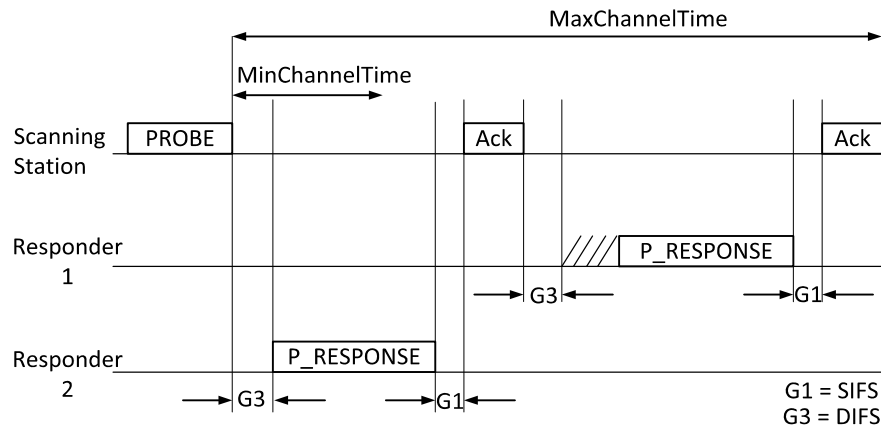 MaxChannelTime
MinChannelTime
Scanning
Station
PROBE
Ack
Ack
Responder
1
P_RESPONSE
G3
G1
Responder
2
P_RESPONSE
G3
G1
G1 = SIFS
G3 = DIFS